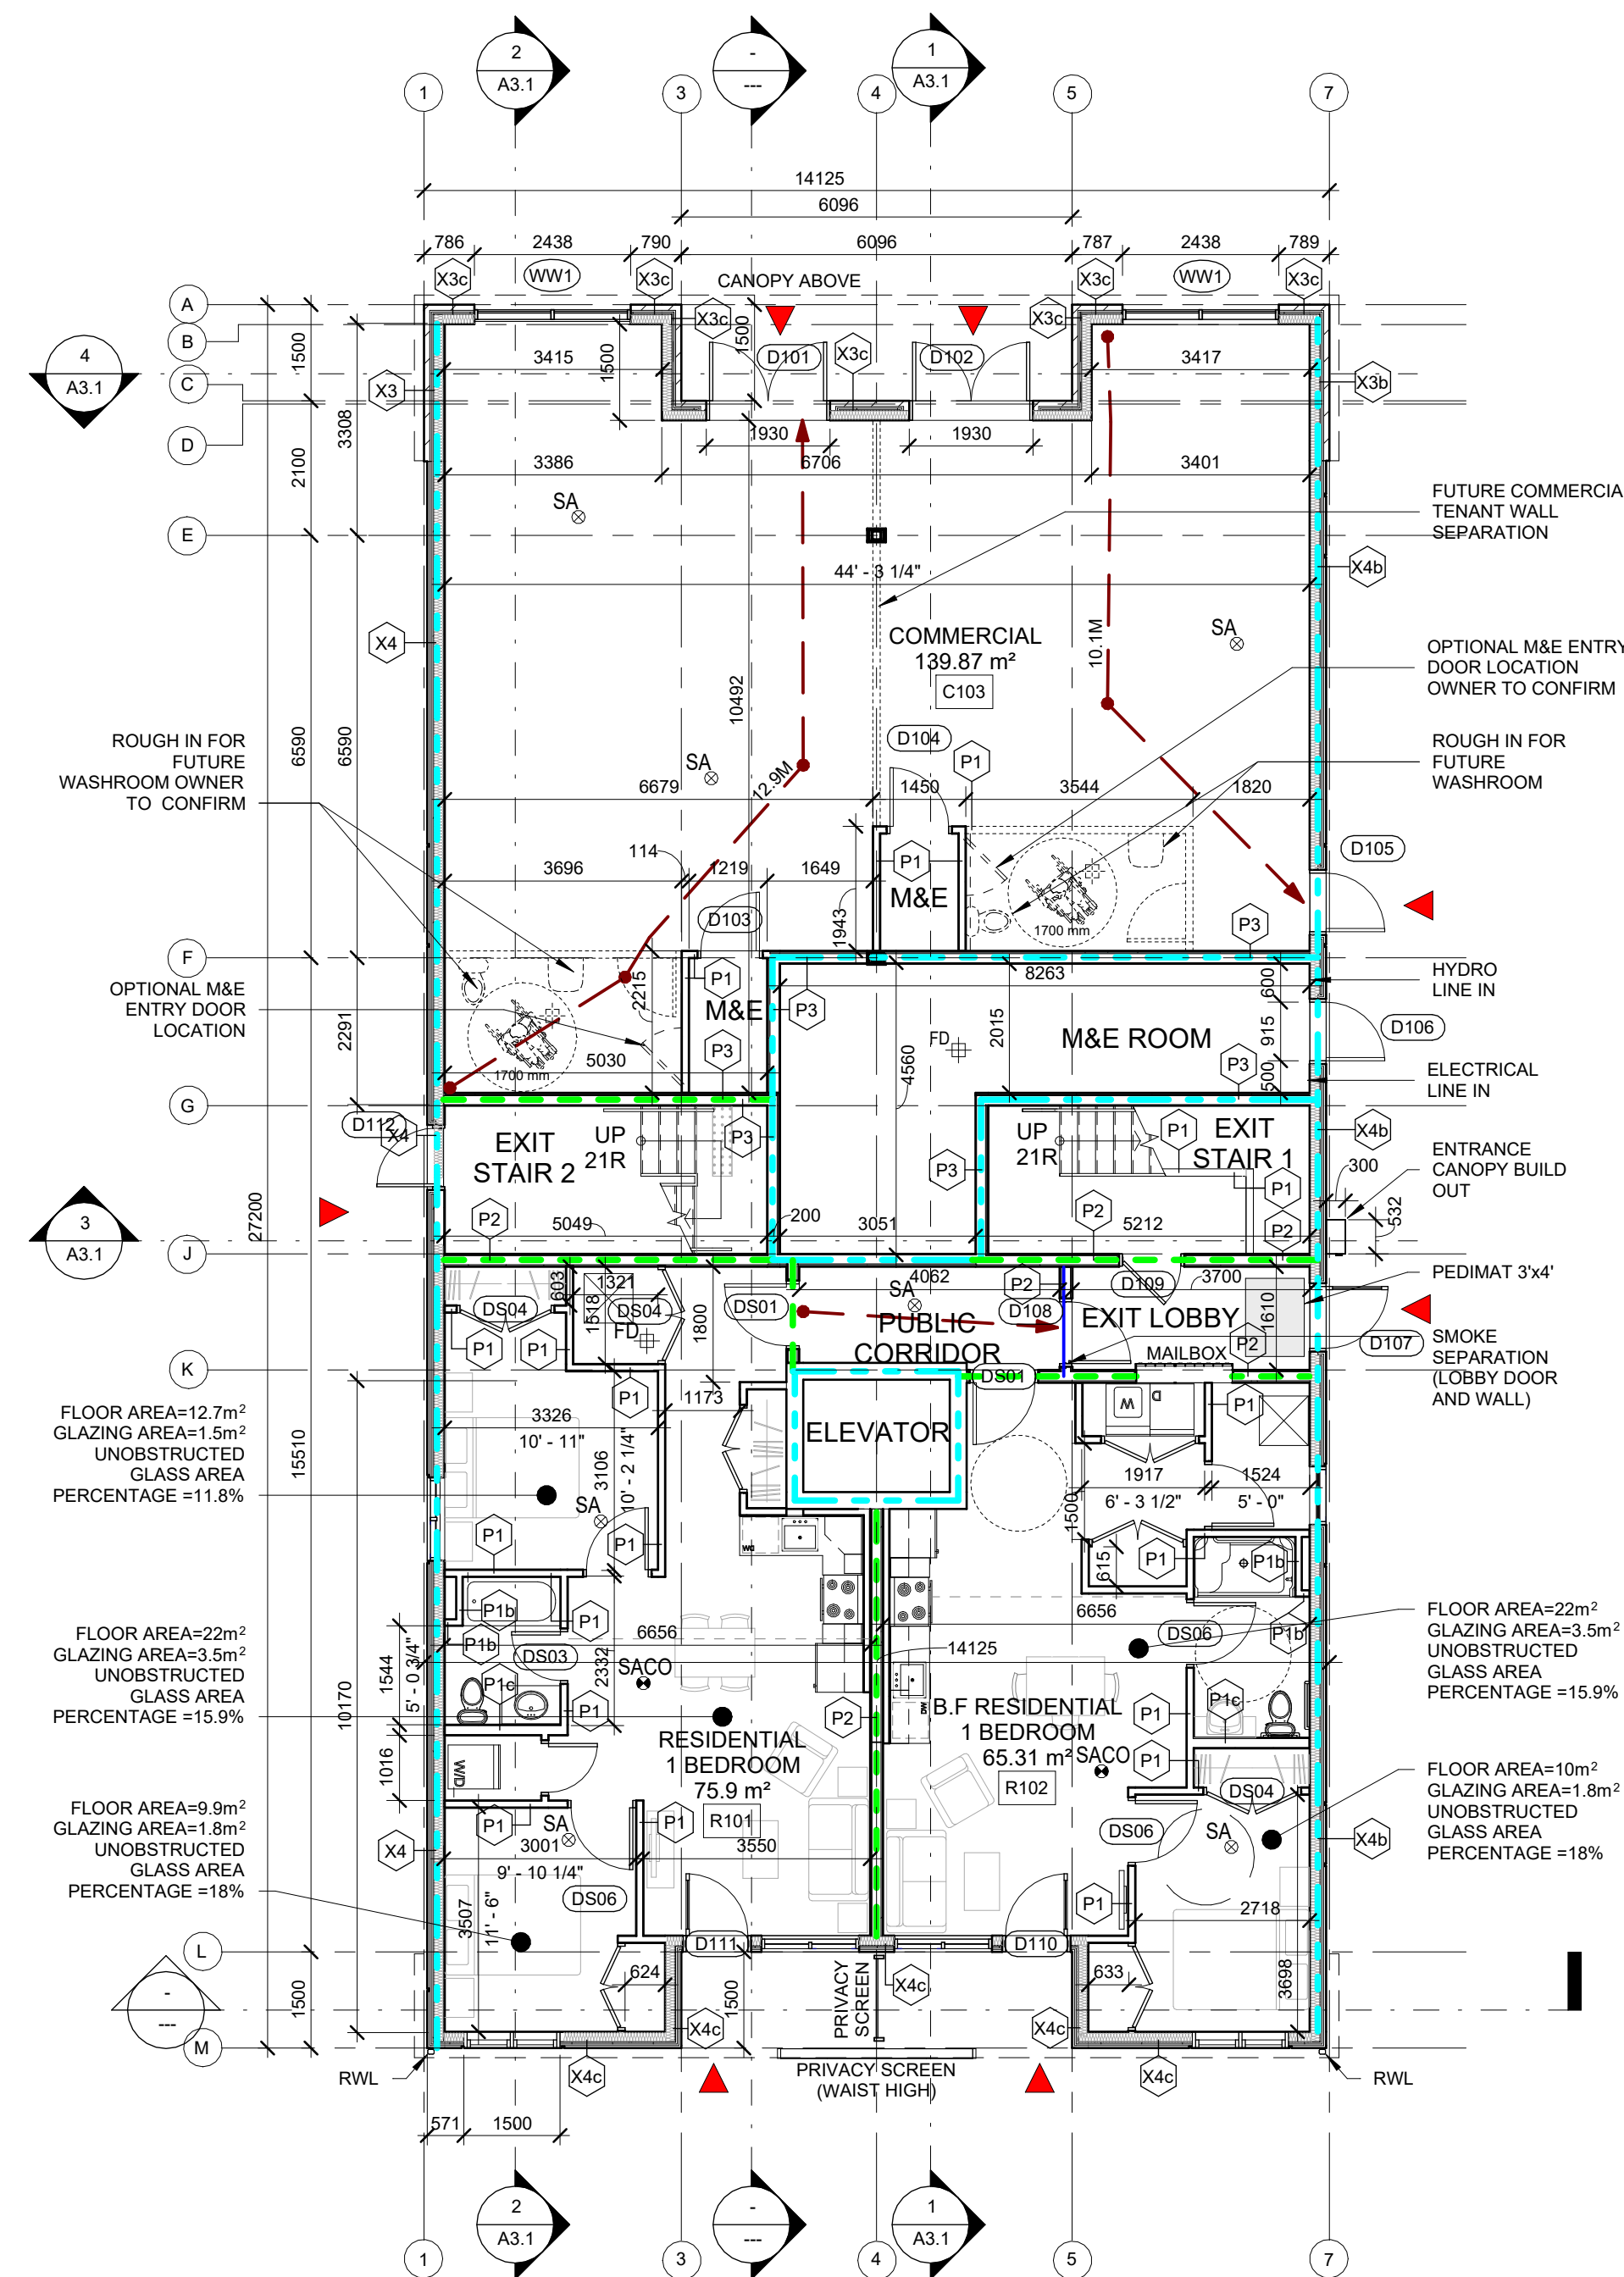 2
A3.1
-
---
1
A3.1
1
3
4
5
7
14125
6096
786
2438
790
6096
787
2438
789
X3c
WW1
X3c
CANOPY ABOVE
X3c
WW1
X3c
A
B
C
D
E
F
G
J
K
L
M
4
A3.1
3
A3.1
-
---
1500
2100
3308
6590
6590
2291
27200
15510
10170
1500
X3
X3c
1500
1500
D101
X3c
D102
X3c
X3b
3415
3417
1930
1930
3386
6706
3401
SA
44' - 3 1/4"
X4b
FUTURE COMMERCIA
TENANT WALL
SEPARATION
X4
COMMERCIAL
139.87 m²
C103
10.1M
SA
OPTIONAL M&E ENTRY
DOOR LOCATION
OWNER TO CONFIRM
10492
D104
P1
SA
12.9M
ROUGH IN FOR
FUTURE
WASHROOM OWNER
TO CONFIRM
ROUGH IN FOR
FUTURE
WASHROOM
6679
1450
3544
1820
114
3696
1219
1649
P1
M&E
1943
D105
D103
1700 mm
P3
OPTIONAL M&E
ENTRY DOOR
LOCATION
2215
P1
M&E
P3
P3
8263
600
HYDRO
LINE IN
M&E ROOM
FD
2015
915
D106
1700 mm
5030
4560
P3
500
ELECTRICAL
LINE IN
D112
X4
EXIT
STAIR 2
UP
21R
P3
UP
21R
P1
EXIT
STAIR 1
X4b
ENTRANCE
CANOPY BUILD
OUT
P3
P1
300
P2
5049
200
3051
P2
5212
P2
532
603
1321
1518
DS04
DS04
FD
1800
DS01
4062
SA
P2
D108
D109
3700
PEDIMAT 3'x4'
PUBLIC
CORRIDOR
EXIT LOBBY
1610
MAILBOX
P2
D107
SMOKE
SEPARATION
(LOBBY DOOR
AND WALL)
P1
P1
P1
1173
DS01
ELEVATOR
W
D
P1
FLOOR AREA=12.7m²
GLAZING AREA=1.5m²
UNOBSTRUCTED
GLASS AREA
PERCENTAGE =11.8%
3326
10' - 11"
3106
10' - 2 1/4"
SA
1917
6' - 3 1/2"
1524
5' - 0"
1500
P1
P1
P1
615
P1b
P1b
P1
P1b
6656
6656
14125
DS03
SACO
2332
P1c
P1
DS06
P1b
P1c
P1
FLOOR AREA=22m²
GLAZING AREA=3.5m²
UNOBSTRUCTED
GLASS AREA
PERCENTAGE =15.9%
1544
5' - 0 3/4"
1016
FLOOR AREA=22m²
GLAZING AREA=3.5m²
UNOBSTRUCTED
GLASS AREA
PERCENTAGE =15.9%
RESIDENTIAL
1 BEDROOM
75.9 m²
R101
P2
B.F RESIDENTIAL
1 BEDROOM
65.31 m²
R102
SACO
P1
W/D
DS04
FLOOR AREA=9.9m²
GLAZING AREA=1.8m²
UNOBSTRUCTED
GLASS AREA
PERCENTAGE =18%
X4
P1
SA
3001
9' - 10 1/4"
P1
3550
DS06
DS06
SA
X4b
FLOOR AREA=10m²
GLAZING AREA=1.8m²
UNOBSTRUCTED
GLASS AREA
PERCENTAGE =18%
3507
11' - 6"
P1
2718
D111
D110
624
1500
PRIVACY
SCREEN
X4c
633
3698
X4c
X4c
RWL
X4c
PRIVACY SCREEN
(WAIST HIGH)
X4c
RWL
571
1500
2
A3.1
-
---
1
A3.1
1
3
4
5
7